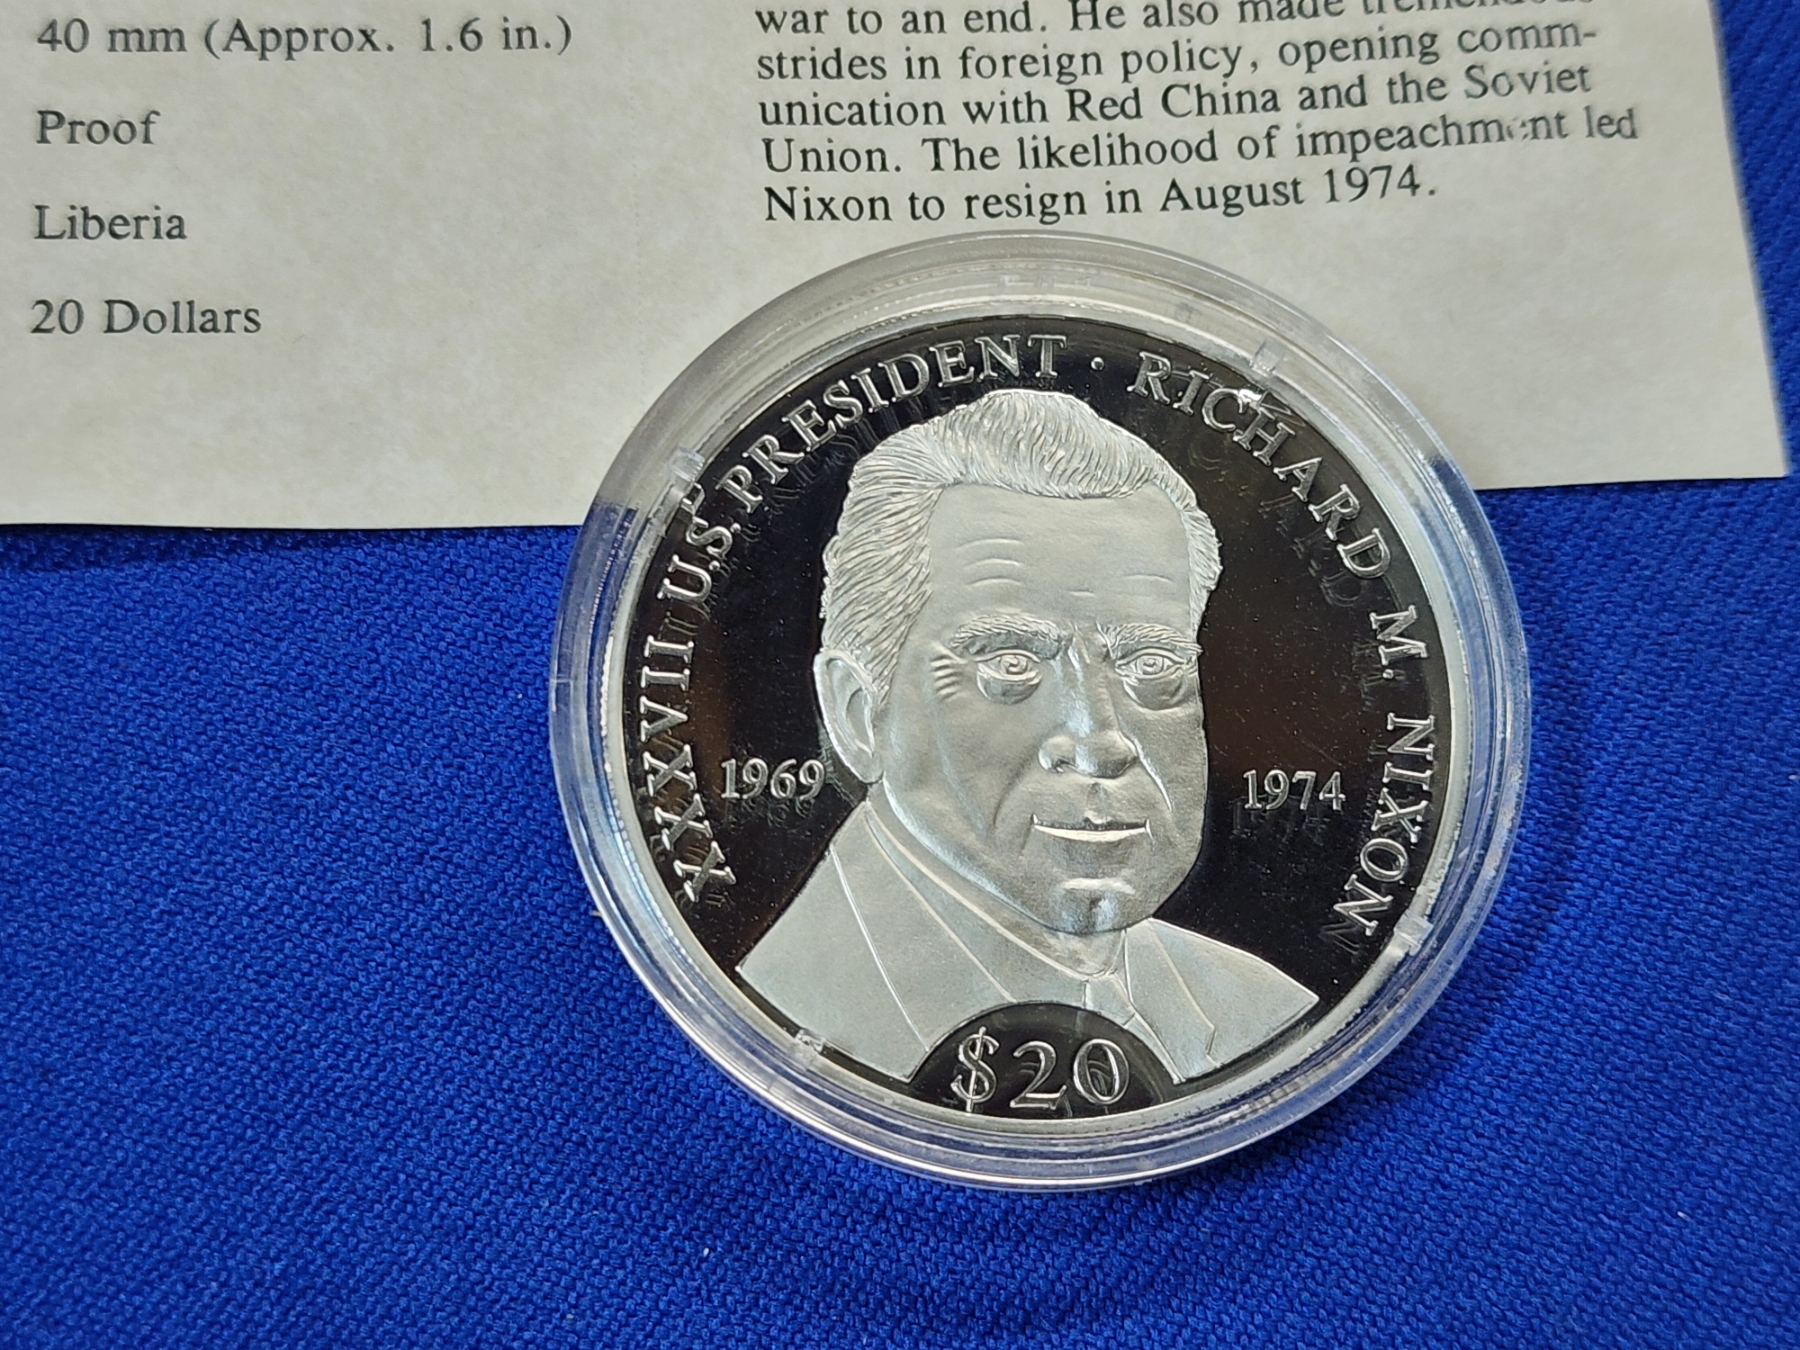 40 mm (Approx. 1.6 in.)
Proof
Liberia
20 Dollars
war to an end. He also made tremendous
strides in foreign policy, opening comm-
unication with Red China and the Soviet
Union. The likelihood of impeachment led
Nixon to resign in August 1974.
XXXVII U.S. PRESIDENT · RICHARD M. NIXON
1969
1974
$20